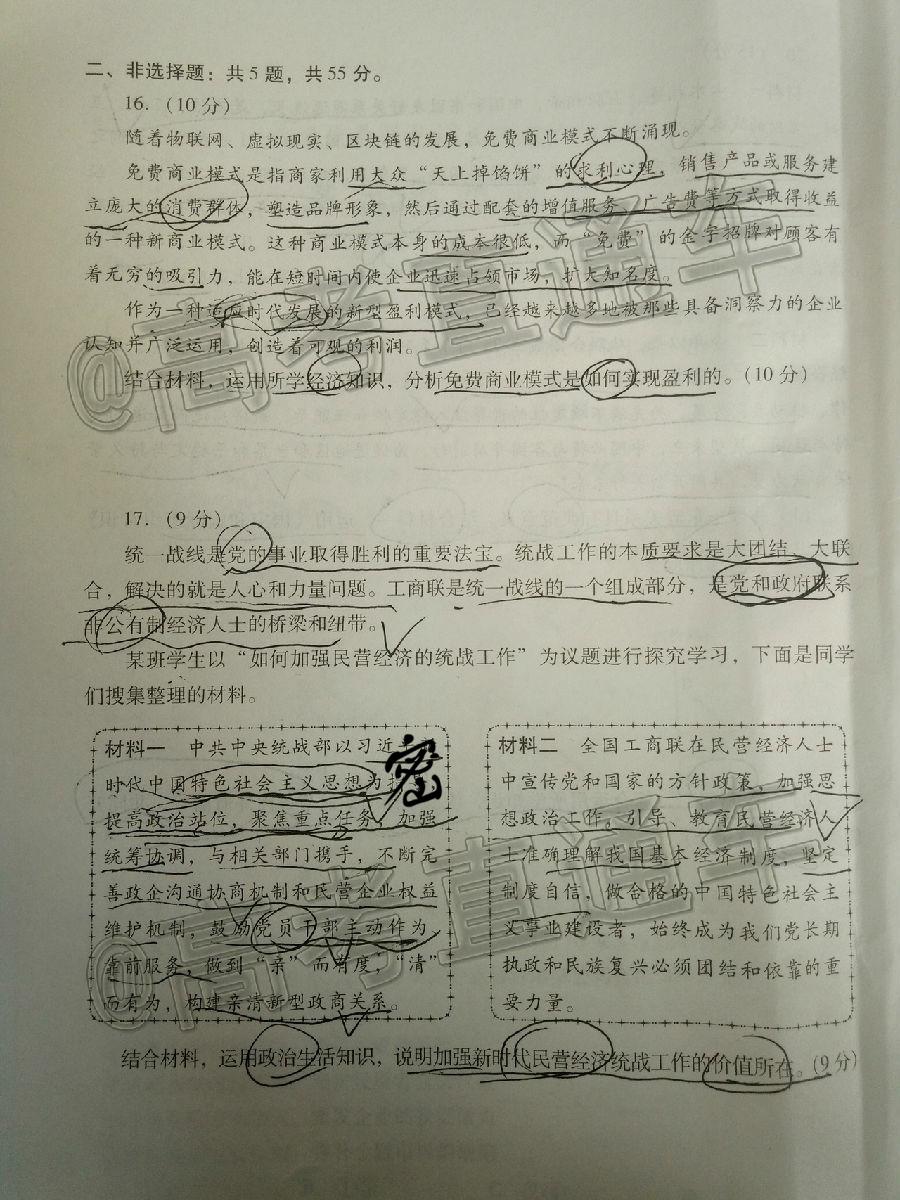 二、非选择题：共5题，共55分。
16.（10分）
随着物联网、虚拟现实、区块链的发展，免费商业模式不断涌现。
免费商业模式是指商家利用大众“天上掉馅饼”的求利心理，销售产品或服务建
立庞大的消费群体，塑造品牌形象，然后通过配套的增值服务、广告费等方式取得收益
的一种新商业模式。这种商业模式本身的成本很低，而“免费”的金字招牌对顾客有
着无穷的吸引力，能在短时间内使企业迅速占领市场，扩大知名度。
作为一种适应时代发展的新型盈利模式，已经越来越多地被那些具备洞察力的企业
认知并广泛运用，创造着可观的利润。
结合材料，运用所学经济知识，分析免费商业模式是如何实现盈利的。（10分）
17.（9分）
统一战线是党的事业取得胜利的重要法宝。统战工作的本质要求是大团结、大联
合，解决的就是人心和力量问题。工商联是统一战线的一个组成部分，是党和政府联系
非公有制经济人士的桥梁和纽带。
某班学生以“如何加强民营经济的统战工作”为议题进行探究学习，下面是同学
们搜集整理的材料。
材料一 中共中央统战部以习近
时代中国特色社会主义思想为
提高政治站位，聚焦重点任务，加强
统筹协调，与相关部门携手，不断完
善政企沟通协商机制和民营企业权益
维护机制，鼓励党员干部主动作为
靠前服务，做到“亲”而有度，“清”
而有为，构建亲清新型政商关系。
材料二 全国工商联在民营经济人士
中宣传党和国家的方针政策，加强思
想政治工作，引导、教育民营经济人
士准确理解我国基本经济制度，坚定
制度自信，做合格的中国特色社会主
义事业建设者，始终成为我们党长期
执政和民族复兴必须团结和依靠的重
要力量。
密
结合材料，运用政治生活知识，说明加强新时代民营经济统战工作的价值所在。（9分）
@高考直通车
@高考直通车